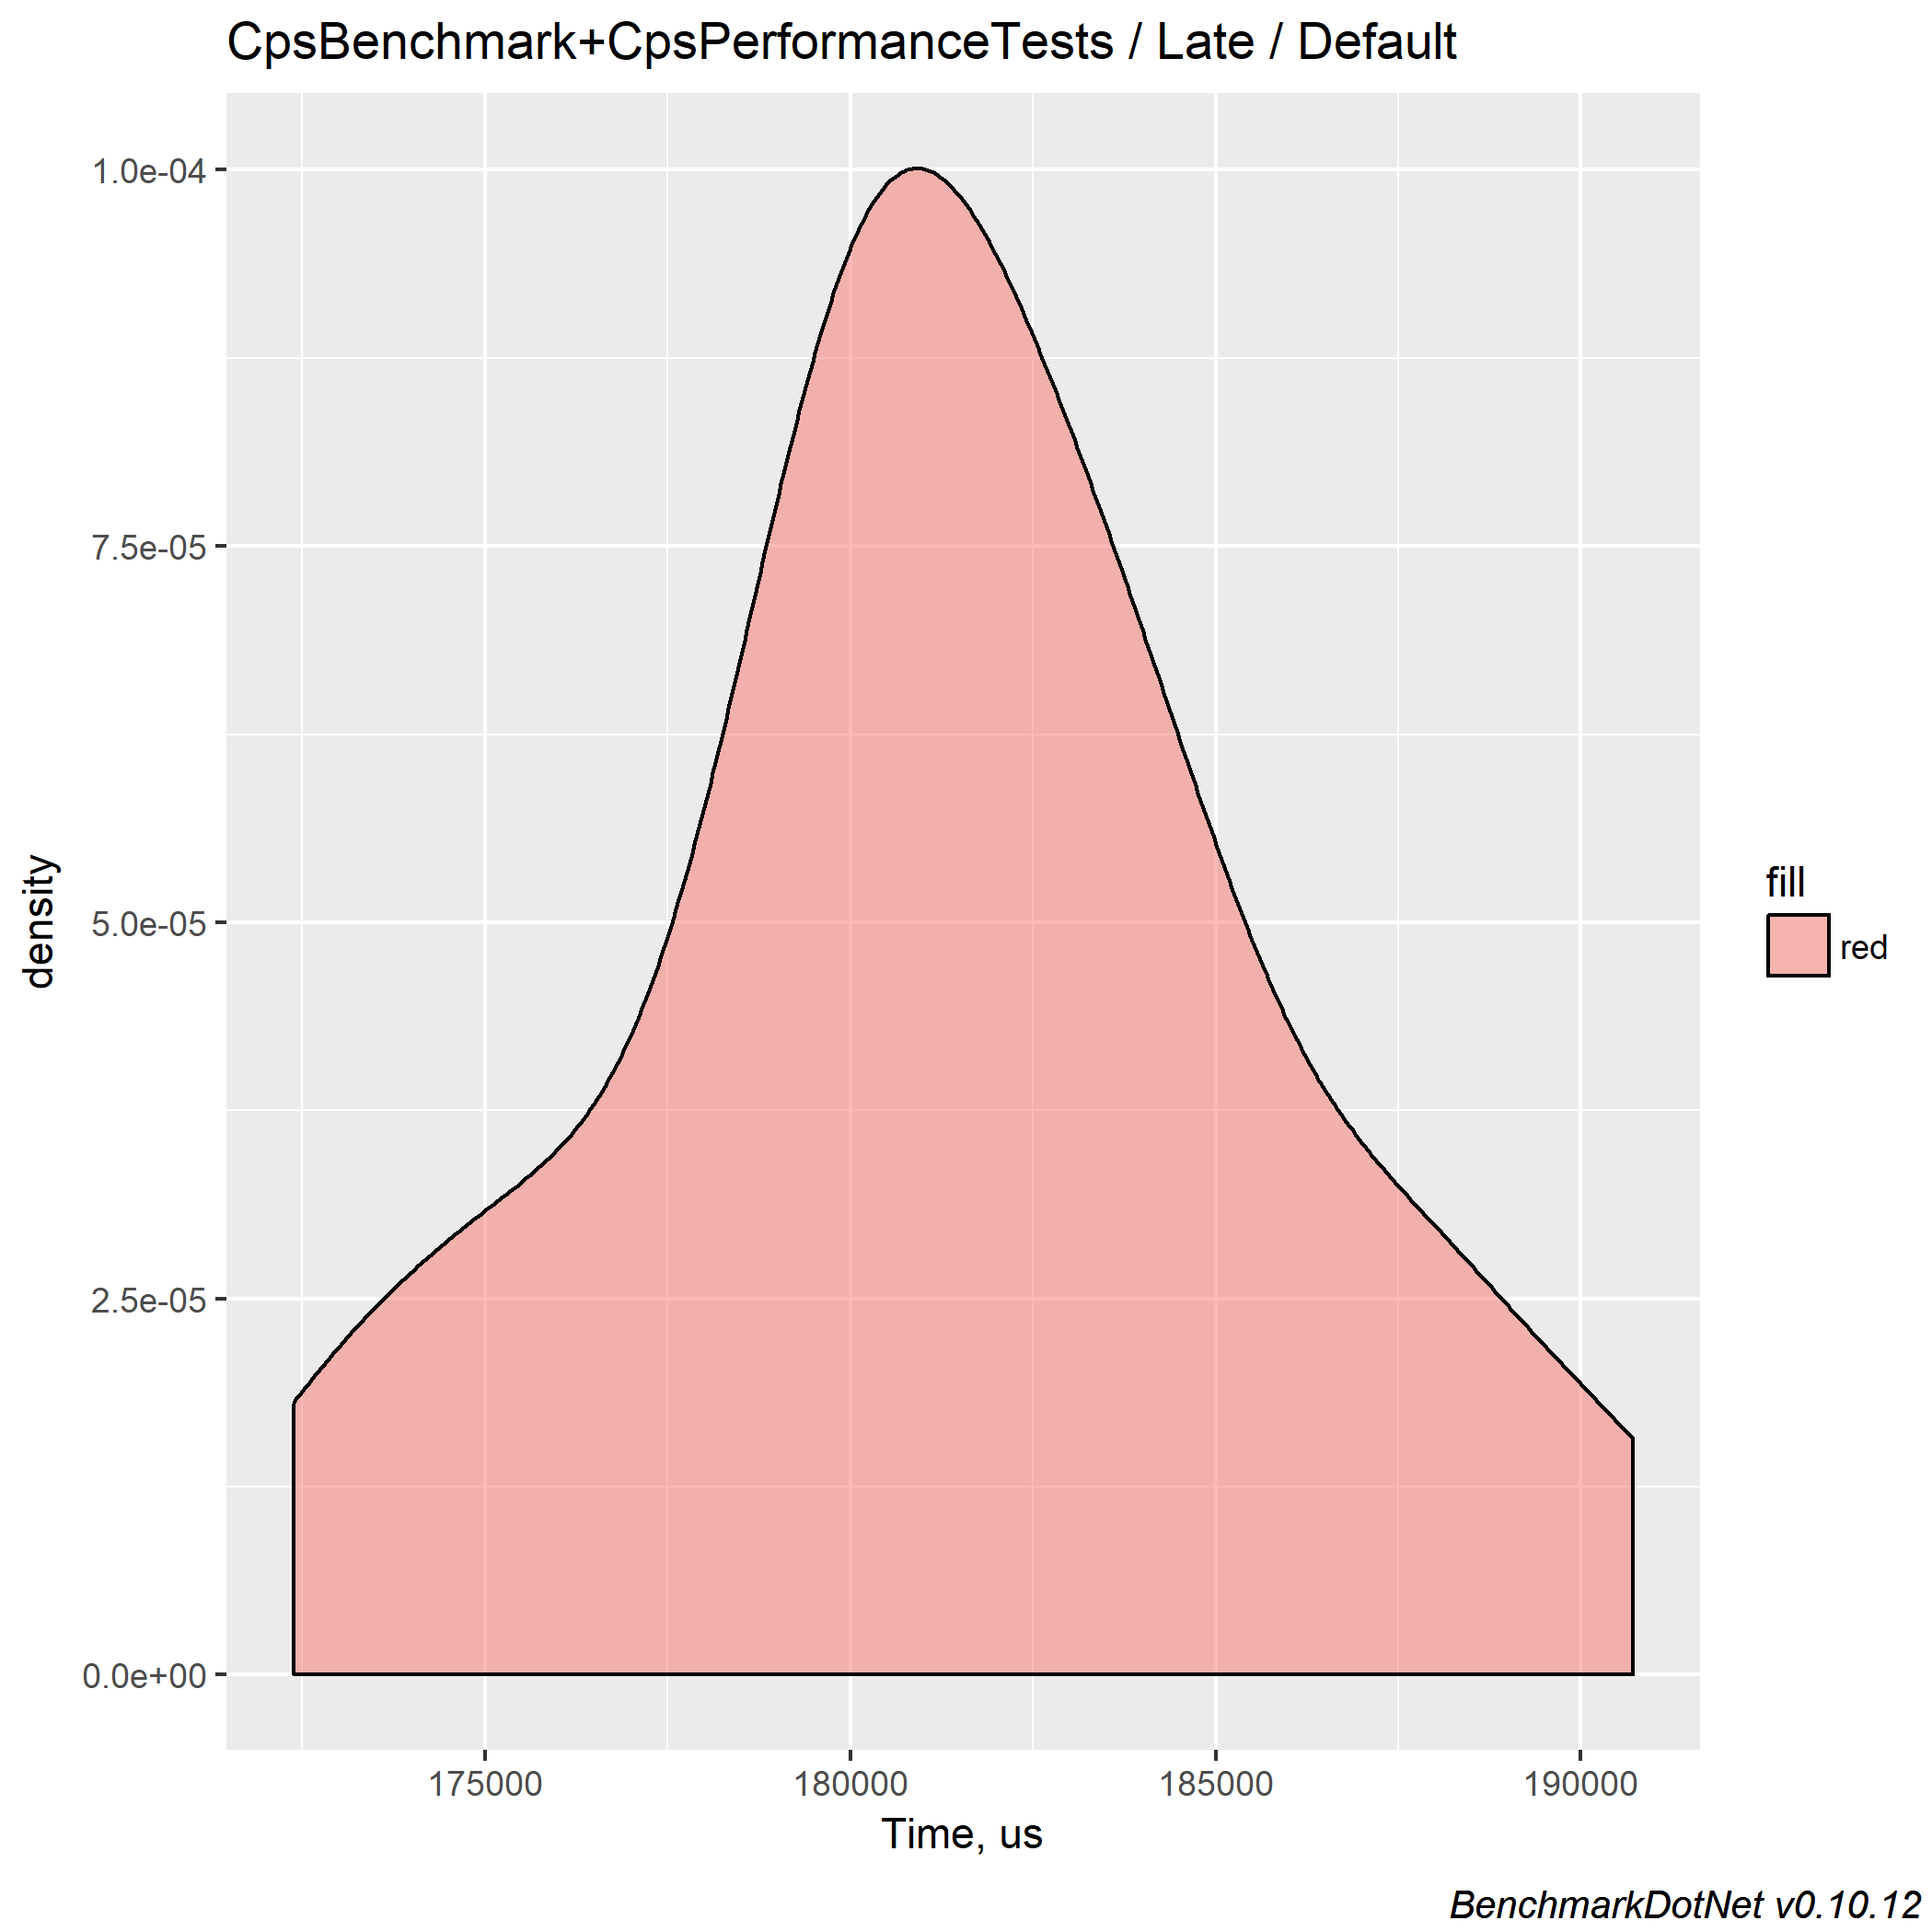 CpsBenchmark+CpsPerformanceTests / Late / Default
1.0e-04
7.5e-05
5.0e-05
2.5e-05
0.0e+00
density
175000 180000 185000 190000
Time, us
fill
red
BenchmarkDotNet v0.10.12